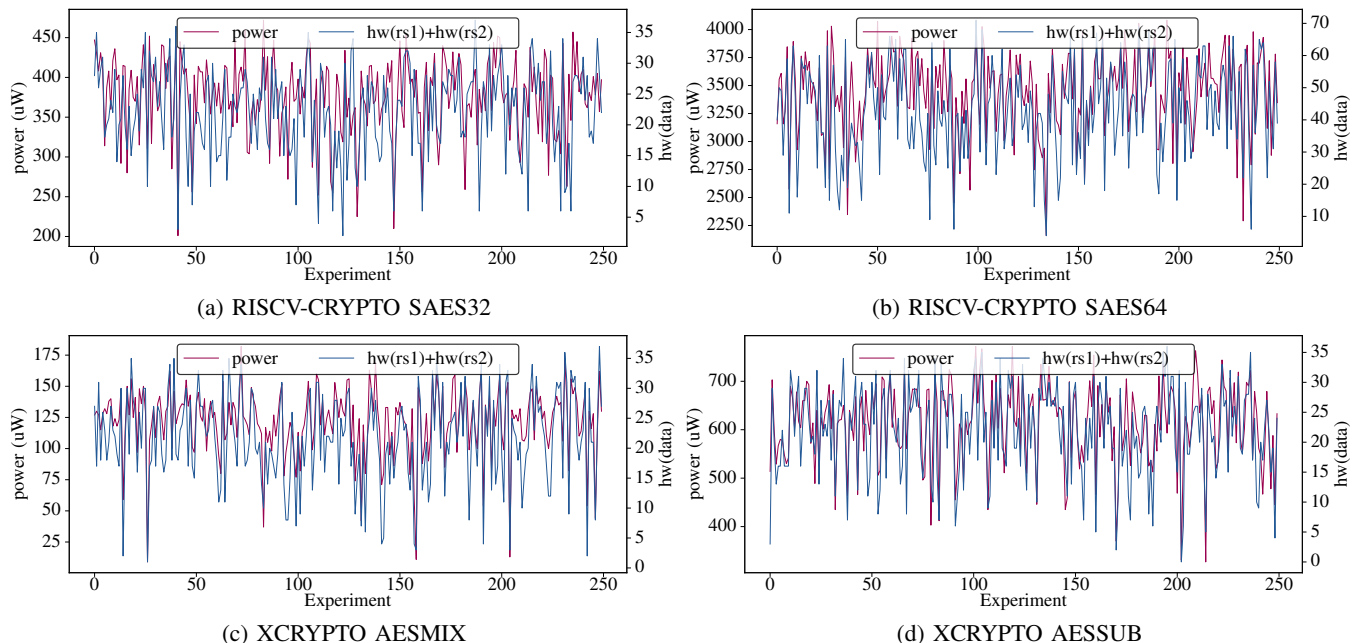 power hw(rs1)+hw(rs2)
power (uW)
450
400
350
300
250
200
hw(data)
35
30
25
20
15
10
5
0 50 100 150 200 250
Experiment
(a) RISCV-CRYPTO SAES32
power hw(rs1)+hw(rs2)
power (uW)
4000
3750
3500
3250
3000
2750
2500
2250
hw(data)
70
60
50
40
30
20
10
0 50 100 150 200 250
Experiment
(b) RISCV-CRYPTO SAES64
power hw(rs1)+hw(rs2)
power (uW)
175
150
125
100
75
50
25
hw(data)
35
30
25
20
15
10
5
0
0 50 100 150 200 250
Experiment
(c) XCRYPTO AESMIX
power hw(rs1)+hw(rs2)
power (uW)
700
600
500
400
hw(data)
35
30
25
20
15
10
5
0
0 50 100 150 200 250
Experiment
(d) XCRYPTO AESSUB